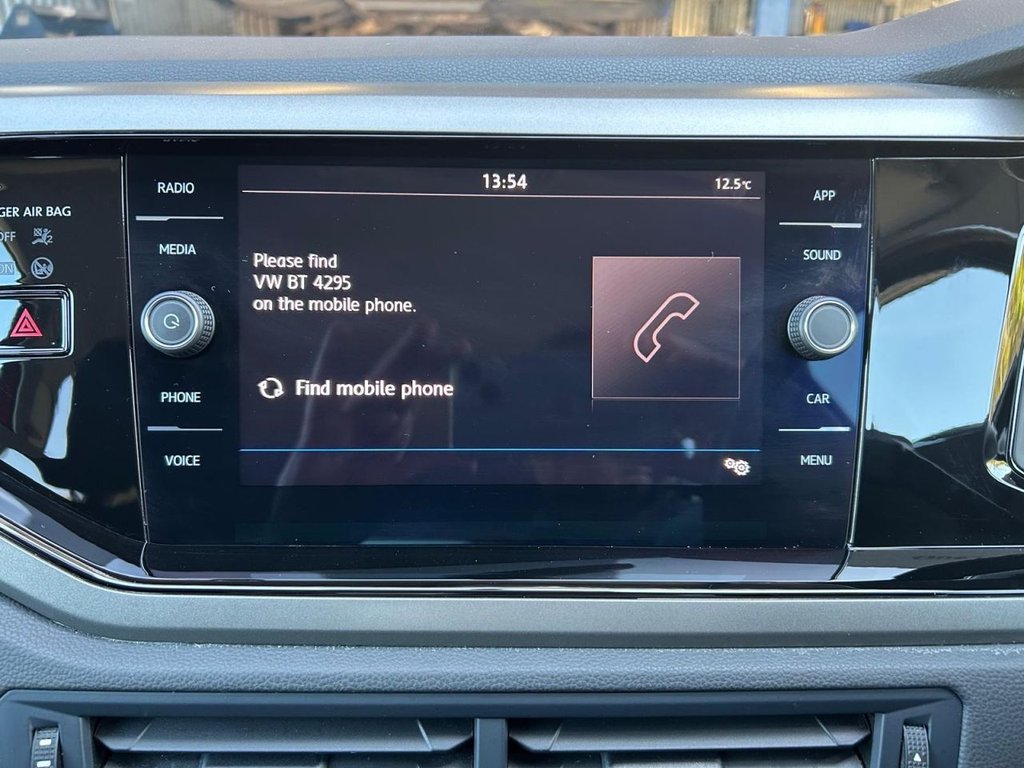 13:54
12.5°C
RADIO
MEDIA
PHONE
VOICE
GER AIR BAG
OFF
ON
Please find
VW BT 4295
on the mobile phone.
Find mobile phone
APP
SOUND
CAR
MENU